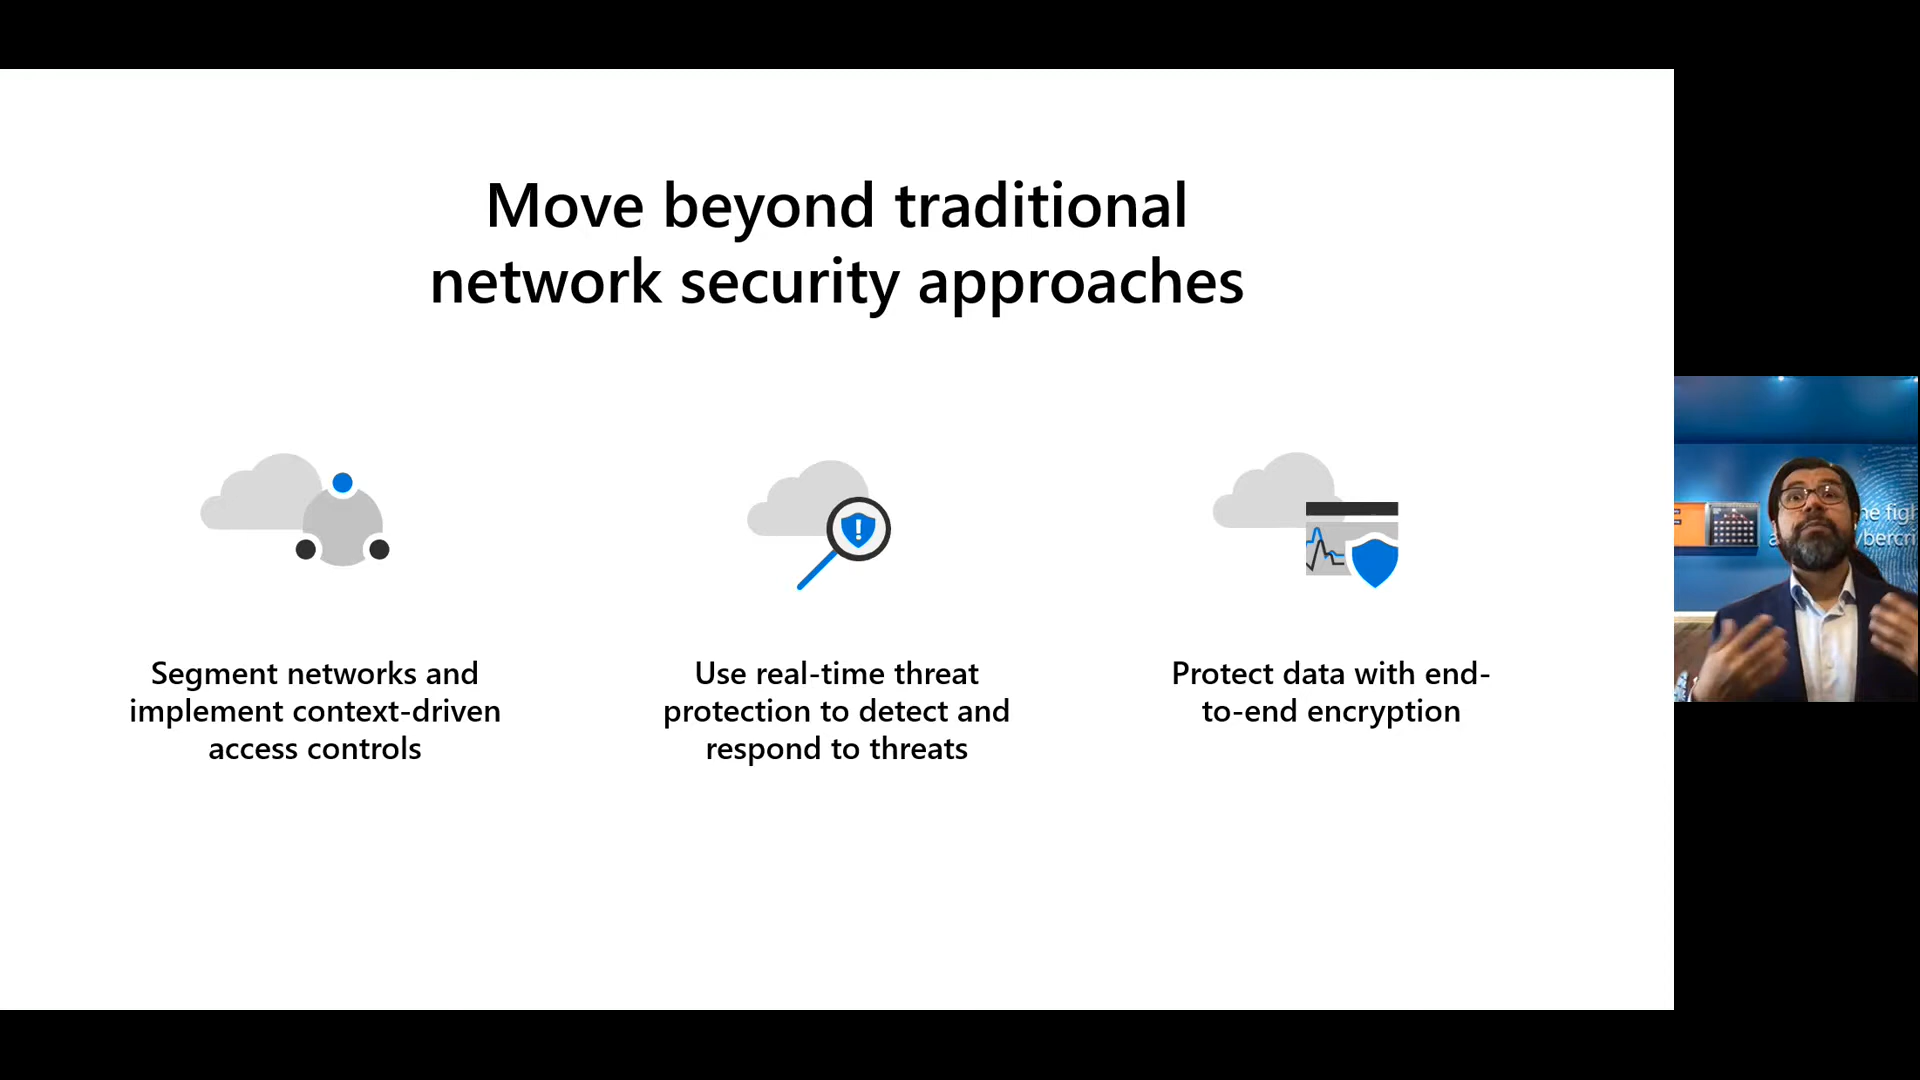 Move beyond traditional
network security approaches
Segment networks and
implement context-driven
access controls
Use real-time threat
protection to detect and
respond to threats
Protect data with end-
to-end encryption